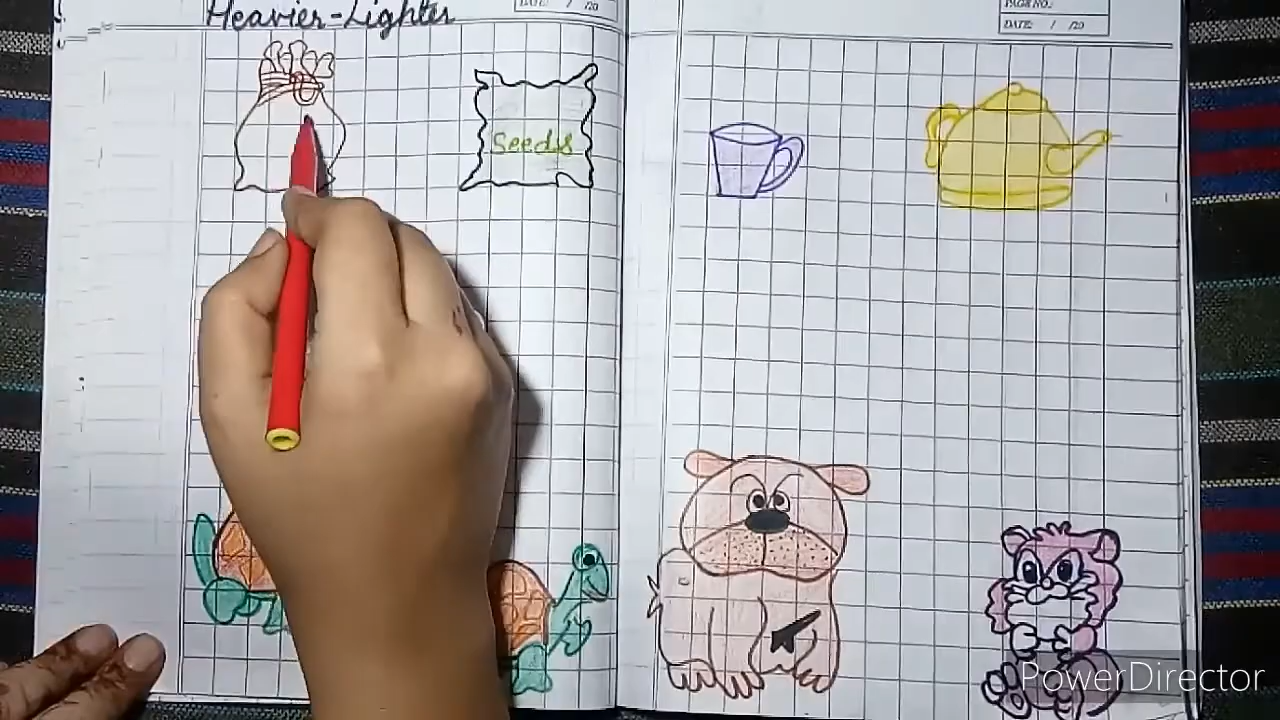 Heavier-Lighter
DATE: / /20
PAGE NO.:
DATE: / /20
Seeds
PowerDirector